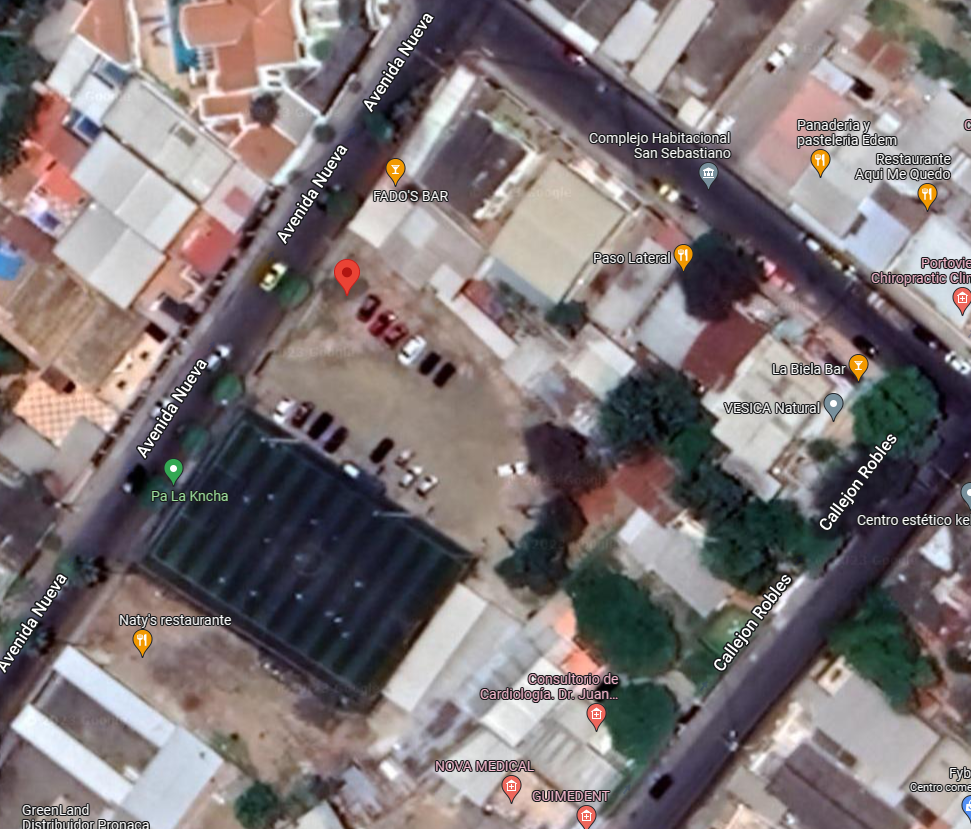 Avenida Nueva
Avenida Nueva
FADO'S BAR
Complejo Habitacional
San Sebastiano
Panaderia y
pasteleria Edem
Restaurante
Aqui Me Quedo
Paso Lateral
Portovie
Chiropractic Clin
Avenida Nueva
La Biela Bar
VESICA Natural
Callejon Robles
Pa La Kncha
Centro estético ke
Avenida Nueva
Callejon Robles
Naty's restaurante
Consultorio de
Cardiología. Dr. Juan...
NOVA MEDICAL
GUIMEDENT
Fyb
Centro come
GreenLand
Distribuidor Pronaca